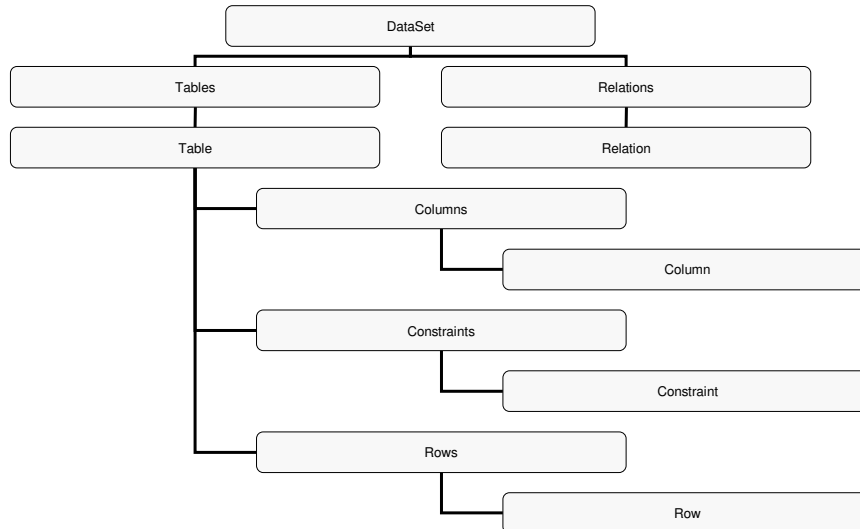 DataSet
Tables
Relations
Table
Relation
Columns
Column
Constraints
Constraint
Rows
Row